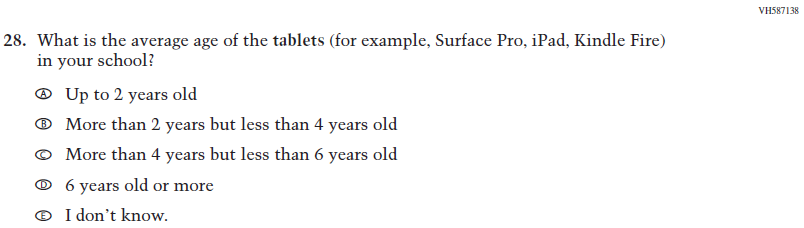 VH587138
28. What is the average age of the tablets (for example, Surface Pro, iPad, Kindle Fire)
in your school?
A Up to 2 years old
B More than 2 years but less than 4 years old
C More than 4 years but less than 6 years old
D 6 years old or more
E I don't know.